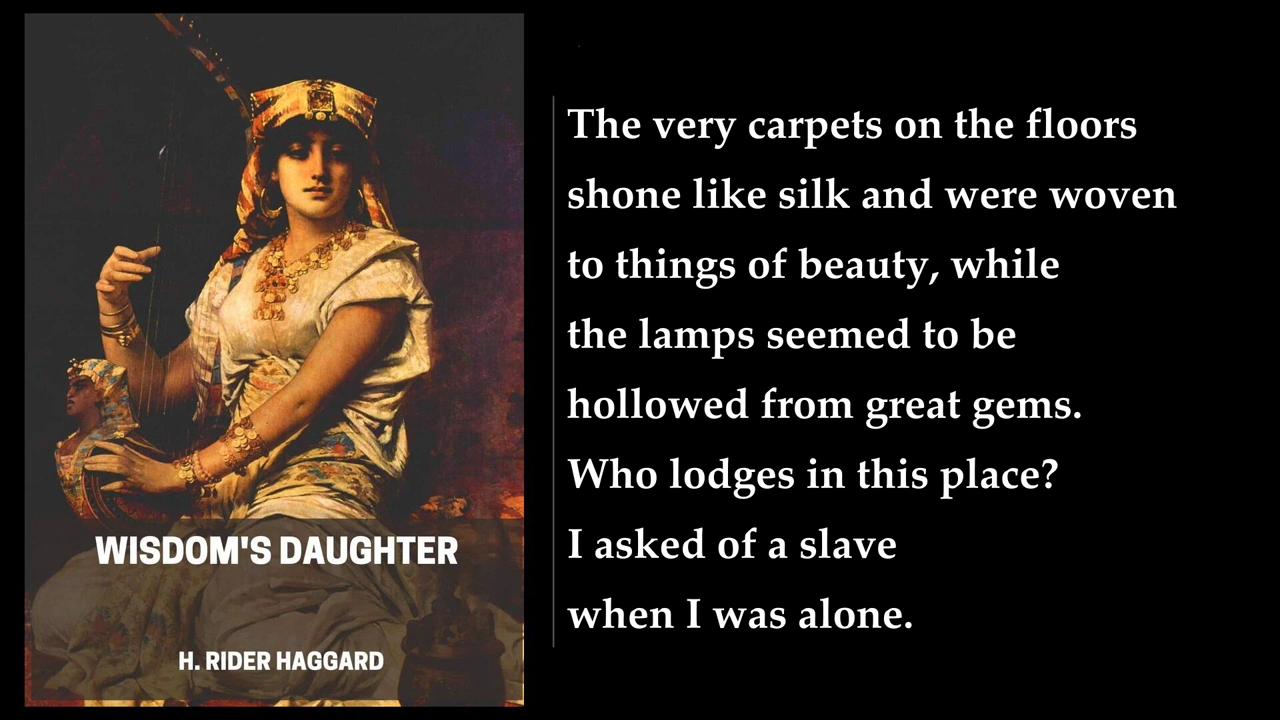 WISDOM'S DAUGHTER
H. RIDER HAGGARD
The very carpets on the floors
shone like silk and were woven
to things of beauty, while
the lamps seemed to be
hollowed from great gems.
Who lodges in this place?
I asked of a slave
when I was alone.